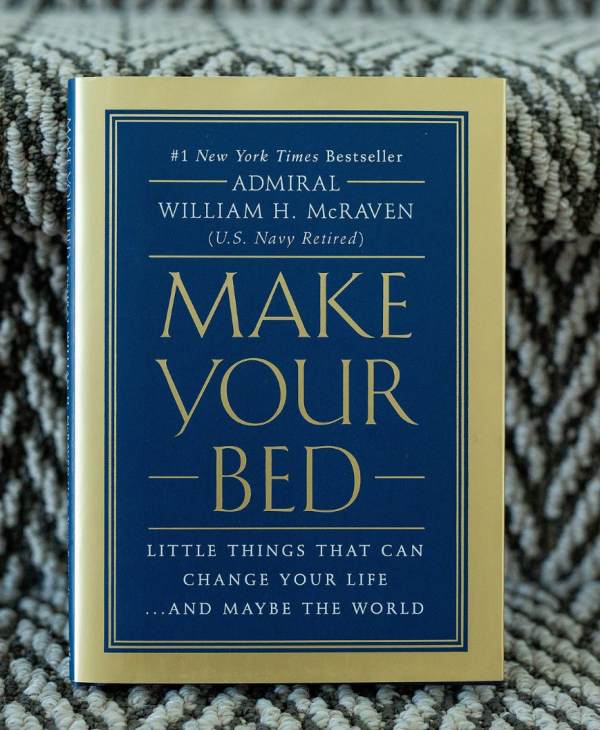 #1 New York Times Bestseller
ADMIRAL
WILLIAM H. McRAVEN
(U.S. Navy Retired)
MAKE
YOUR
BED
LITTLE THINGS THAT CAN
CHANGE YOUR LIFE
...AND MAYBE THE WORLD